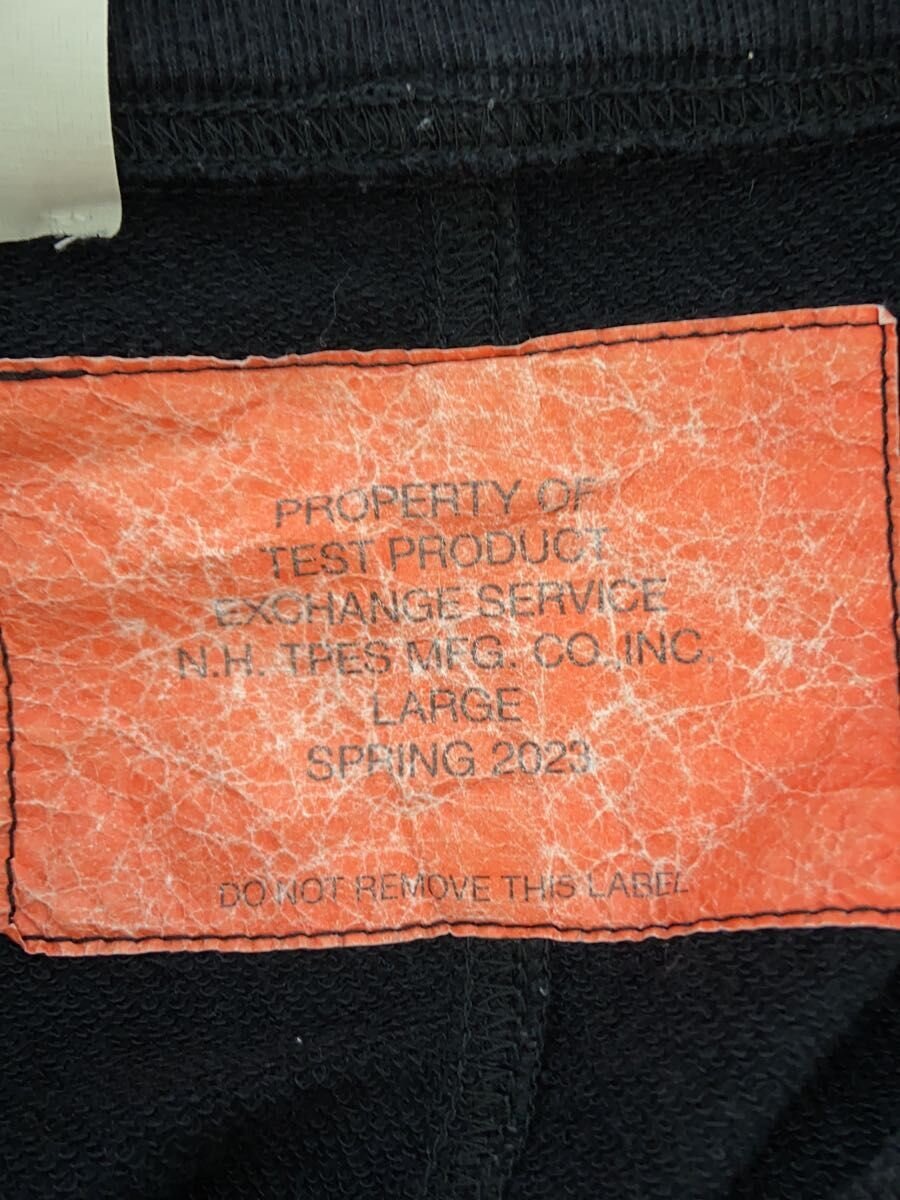 PROPERTY OF
TEST PRODUCT
EXCHANGE SERVICE
N.H. TPES MFG. CO.,INC.
LARGE
SPRING 2023
DO NOT REMOVE THIS LABEL